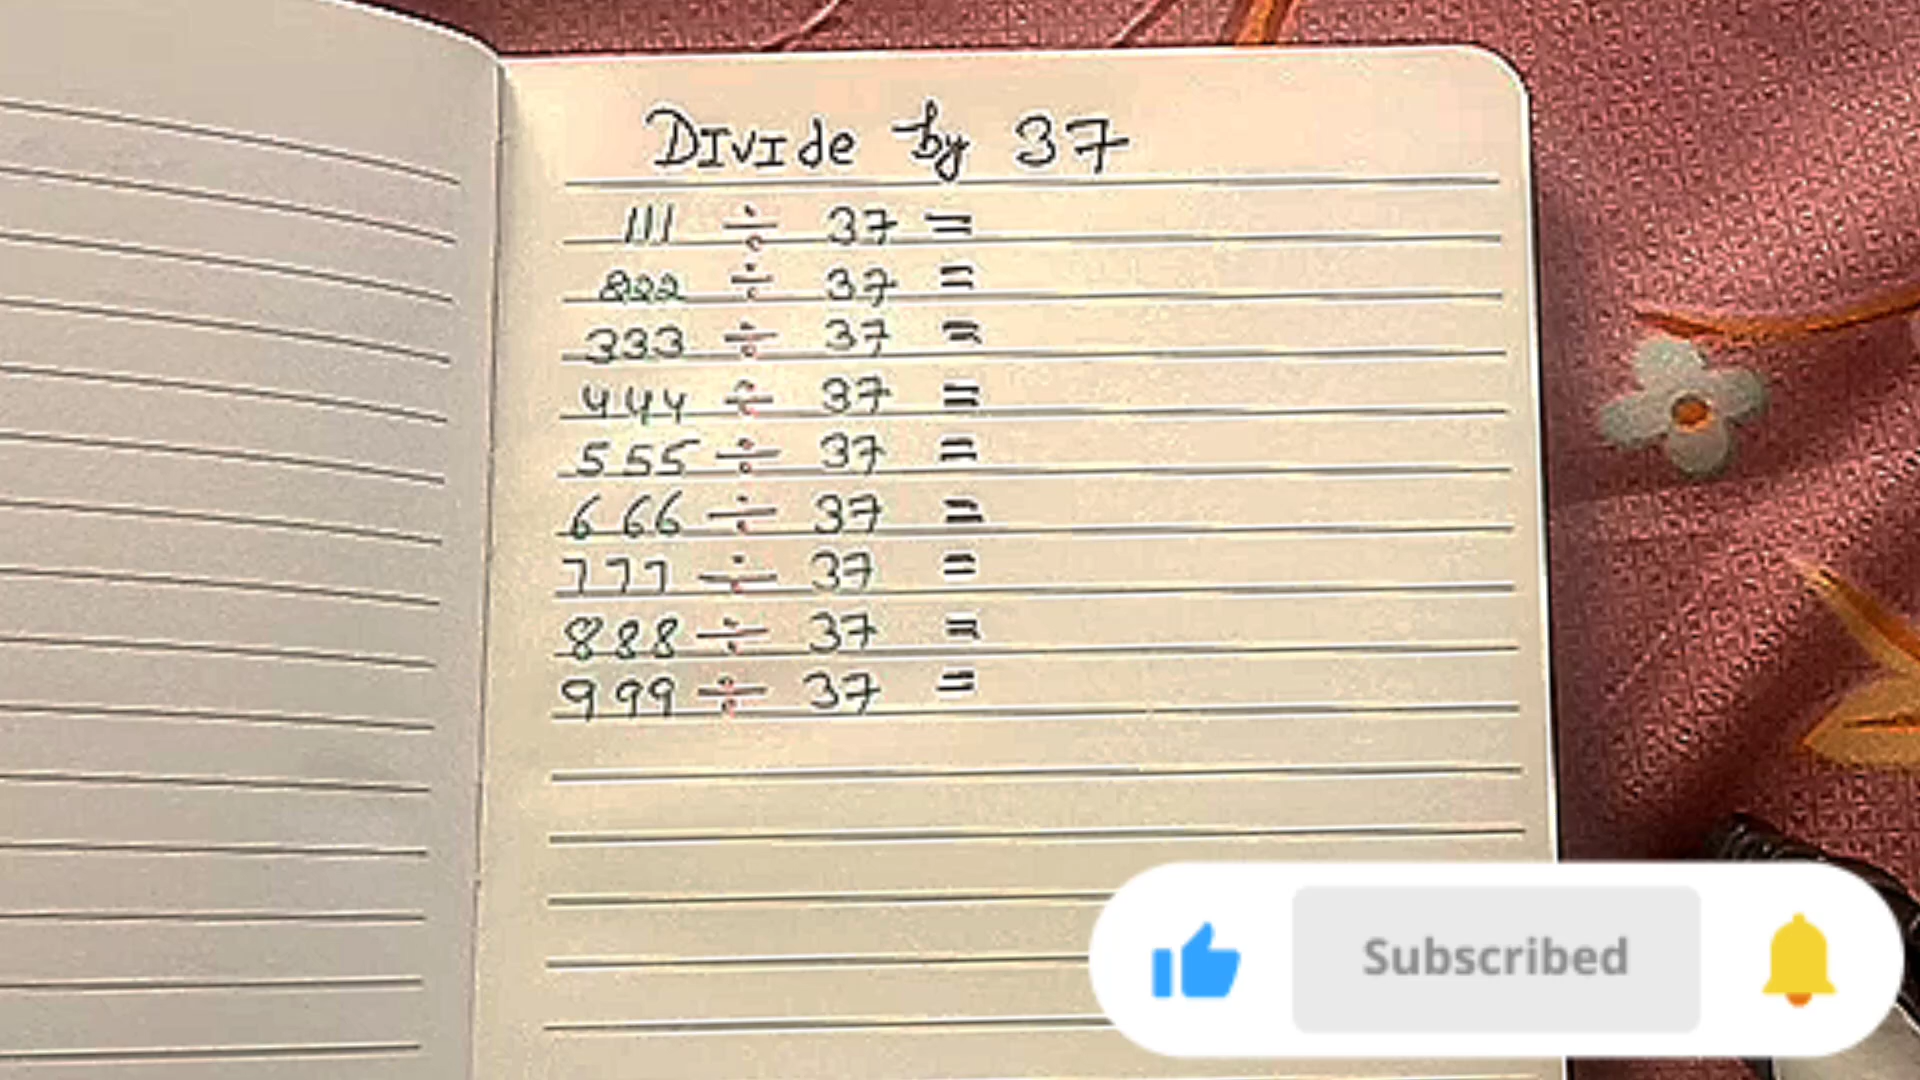 DIVIde by 37
111 ÷ 37 =
222 ÷ 37 =
333 ÷ 37 =
444 ÷ 37 =
555 ÷ 37 =
666 ÷ 37 =
777 ÷ 37 =
888 ÷ 37 =
999 ÷ 37 =
Subscribed